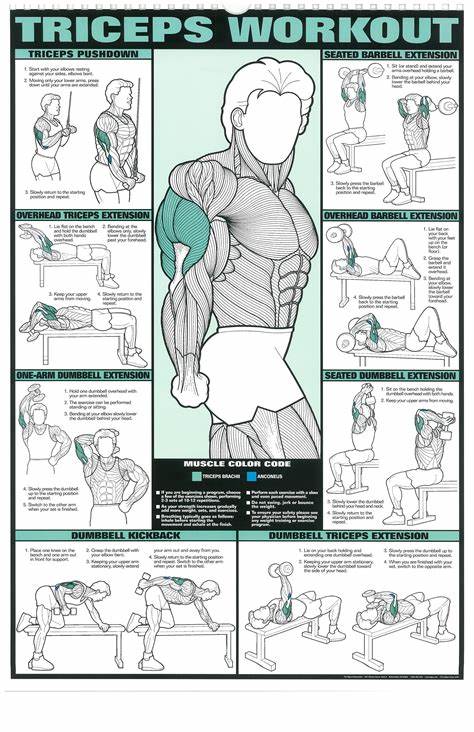 TRICEPS WORKOUT
TRICEPS PUSHDOWN
1. Start with your elbows resting
against your sides, elbows bent.
2. Moving only your lower arms, press
down until your arms are extended.
3. Slowly return to the starting
position and repeat.
SEATED BARBELL EXTENSION
1. Sit (or stand) and extend your
arms overhead holding a barbell.
2. Bending at your elbow, slowly
lower the barbell behind
your head.
3. Slowly press the barbell to the starting
position and repeat.
OVERHEAD TRICEPS EXTENSION
1. Lie flat on the bench
and hold the dumbbell
with both hands
overhead.
2. Bending at the
elbows only, slowly
lower the dumbbell
past your forehead.
3. Keep your upper
arms from moving.
4. Slowly return to the
starting position and
repeat.
OVERHEAD BARBELL EXTENSION
1. Lie flat on
your back
with your feet
up on
the bench
(or floor).
2. Grasp the
barbell and
extend it
overhead.
3. Bending at
your elbow,
slowly lower
the barbell
toward your
forehead.
4. Slowly press the
barbell back to the
starting position and
repeat.
ONE-ARM DUMBBELL EXTENSION
1. Hold one dumbbell overhead with
your arm extended.
2. The exercise can be performed
standing or sitting.
3. Bending at your elbow slowly lower
the dumbbell behind your head.
4. Slowly press the dumbbell
up to the starting position
and repeat.
5. Switch to the other arm
when you are finished.
SEATED DUMBBELL EXTENSION
1. Sit on the bench holding the
dumbbell overhead with both arms.
2. Keep your upper arms from moving.
behind your head and neck.
4. Slowly return to the
starting position
and repeat.
MUSCLE COLOR CODE
TRICEPS BRACHII
ANCONEUS
If you are beginning a program, choose
a few of the exercises shown, performing
2-3 sets of 10-12 repetitions.
As your strength increases gradually
add more weight, sets, and exercises.
Breathing typically goes as follows:
inhale before starting the
movement and exhale at the finish.
Perform each exercise with a slow
and even paced movement.
Do not swing, jerk or bounce
the weight.
To ensure your safety please see
your physician before beginning
any weight training or exercise
program.
DUMBBELL KICKBACK
1. Place one knee on the
bench and one arm out
in front for support.
2. Grasp the dumbbell with
your hand.
3. Keeping your upper arm
stationary, slowly extend
your arm out and away from you.
4. Slowly return to the start position
and repeat. Switch to the other arm
when you are finished.
DUMBBELL TRICEPS EXTENSION
1. Lie on your back holding
and extending one dumbbell
overhead.
3. Keeping your upper arm
stationary, lower the
dumbbell toward the
side of your head.
3. Slowly press the dumbbell
up to the starting position
and repeat.
4. When you are finished with
your set, switch to the
opposite arm.